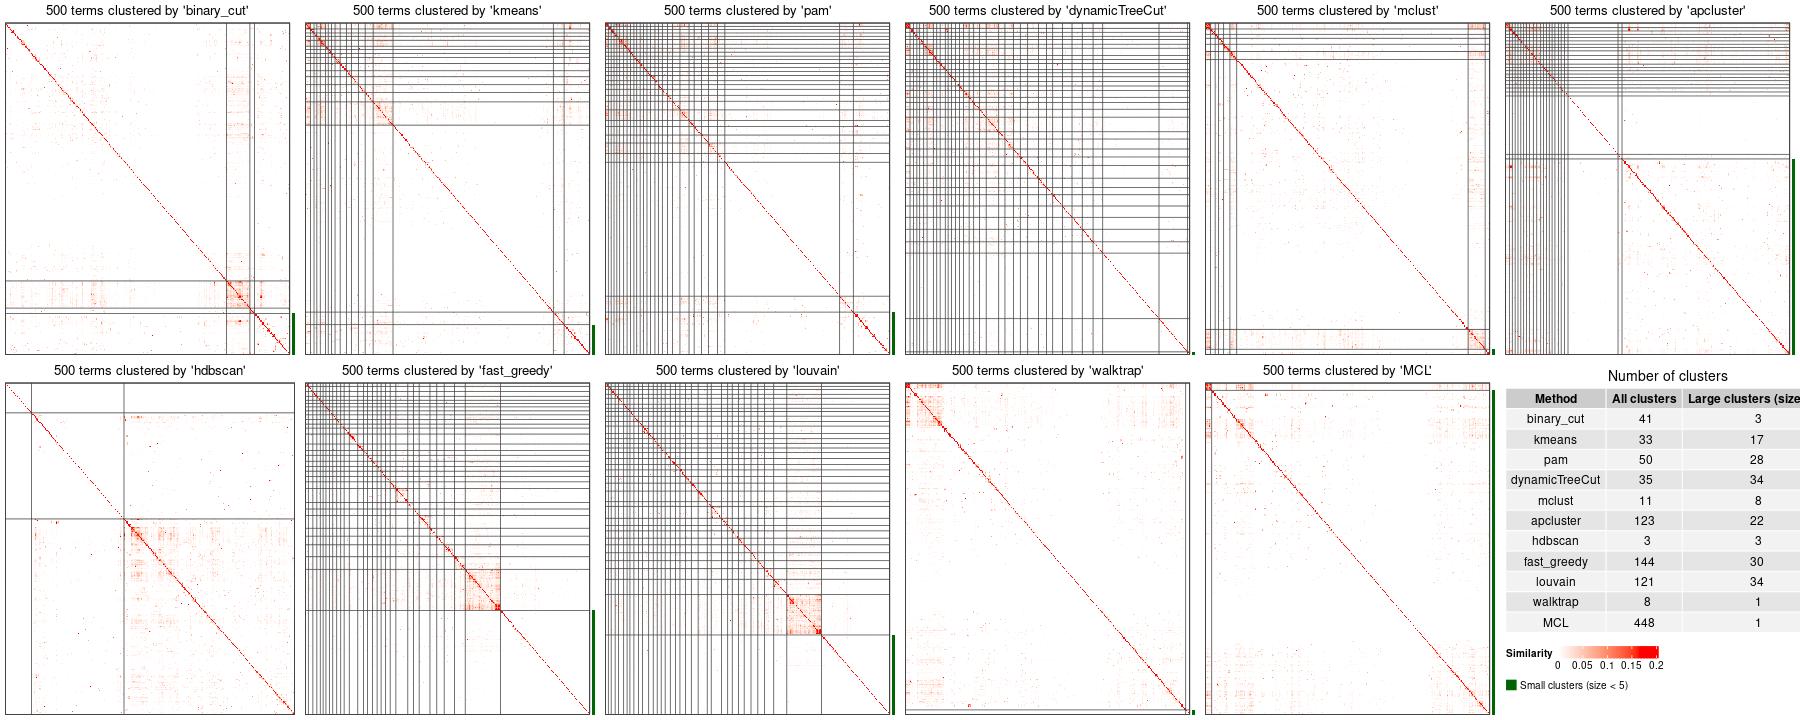 500 terms clustered by 'binary_cut'
500 terms clustered by 'kmeans'
500 terms clustered by 'pam'
500 terms clustered by 'dynamicTreeCut'
500 terms clustered by 'mclust'
500 terms clustered by 'apcluster'
500 terms clustered by 'hdbscan'
500 terms clustered by 'fast_greedy'
500 terms clustered by 'louvain'
500 terms clustered by 'walktrap'
500 terms clustered by 'MCL'
Number of clusters
Method All clusters Large clusters (size
binary_cut 41 3
kmeans 33 17
pam 50 28
dynamicTreeCut 35 34
mclust 11 8
apcluster 123 22
hdbscan 3 3
fast_greedy 144 30
louvain 121 34
walktrap 8 1
MCL 448 1
Similarity
0 0.05 0.1 0.15 0.2
Small clusters (size < 5)